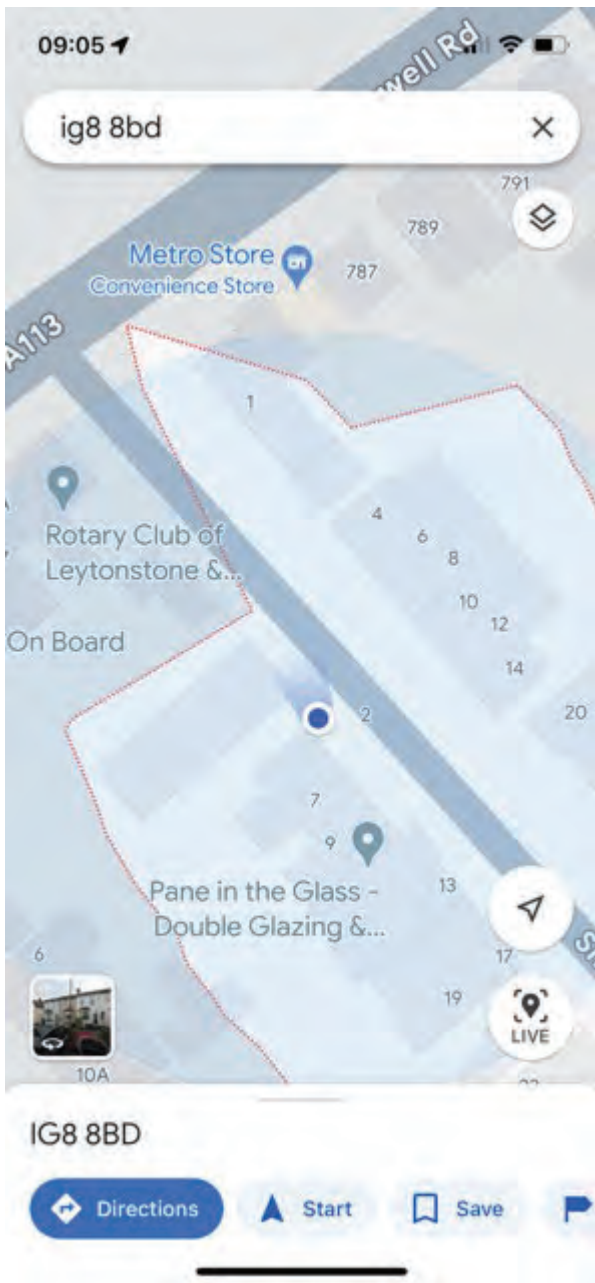 09:05
well Rd
ig8 8bd
791
789
Metro Store
Convenience Store
787
A113
1
Rotary Club of
Leytonstone &...
4
6
8
10
12
14
On Board
2
20
7
9
Pane in the Glass -
Double Glazing &...
13
6
17
19
LIVE
10A
IG8 8BD
Directions
Start
Save